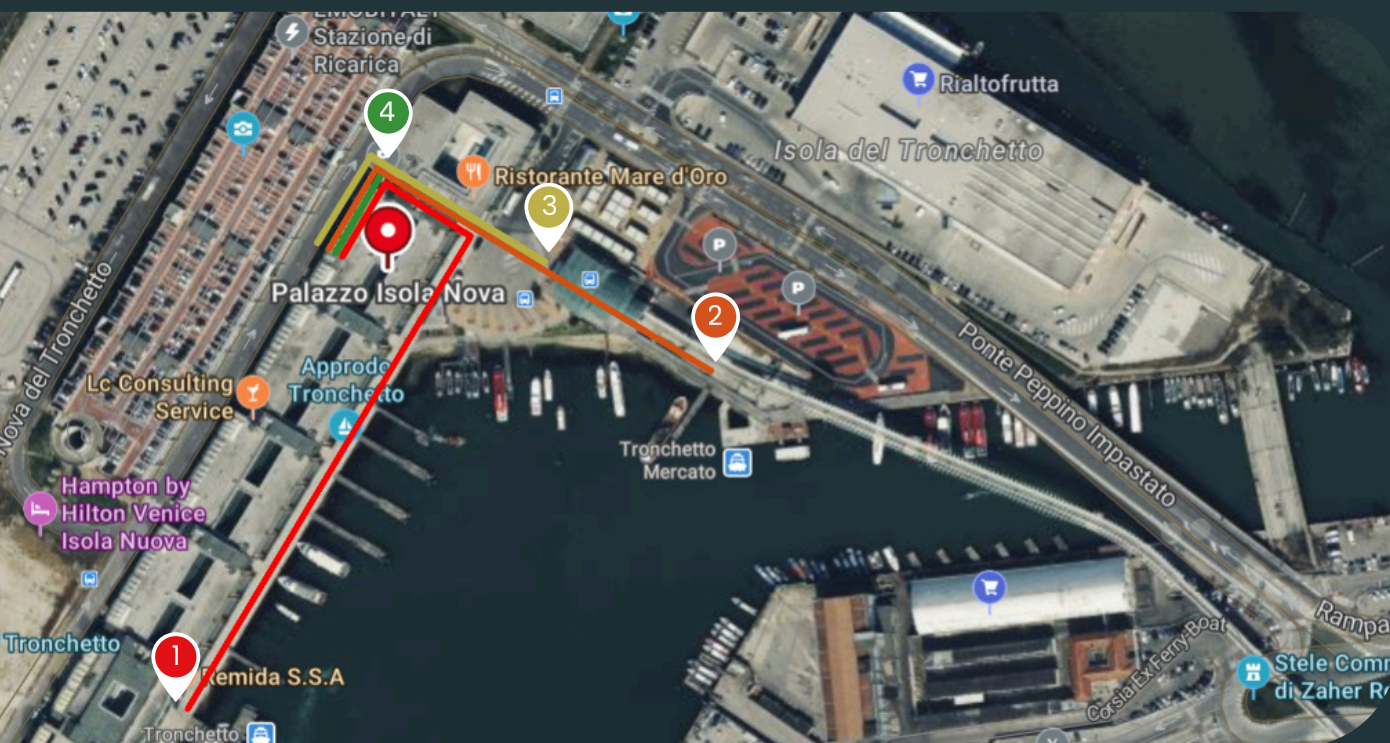 Stazione di
Ricarica
4
Rialtofrutta
Isola del Tronchetto
Ristorante Mare d'Oro
3
P
P
Palazzo Isola Nova
2
Nova del Tronchetto
Ponte Peppino Impastato
Approdo
Tronchetto
Lc Consulting
Service
Tronchetto
Mercato
Hampton by
Hilton Venice
Isola Nuova
Rampa
Tronchetto
1
Remida S.S.A
Corsia Ex Ferry-Boat
Stele Comm
di Zaher R
Tronchetto